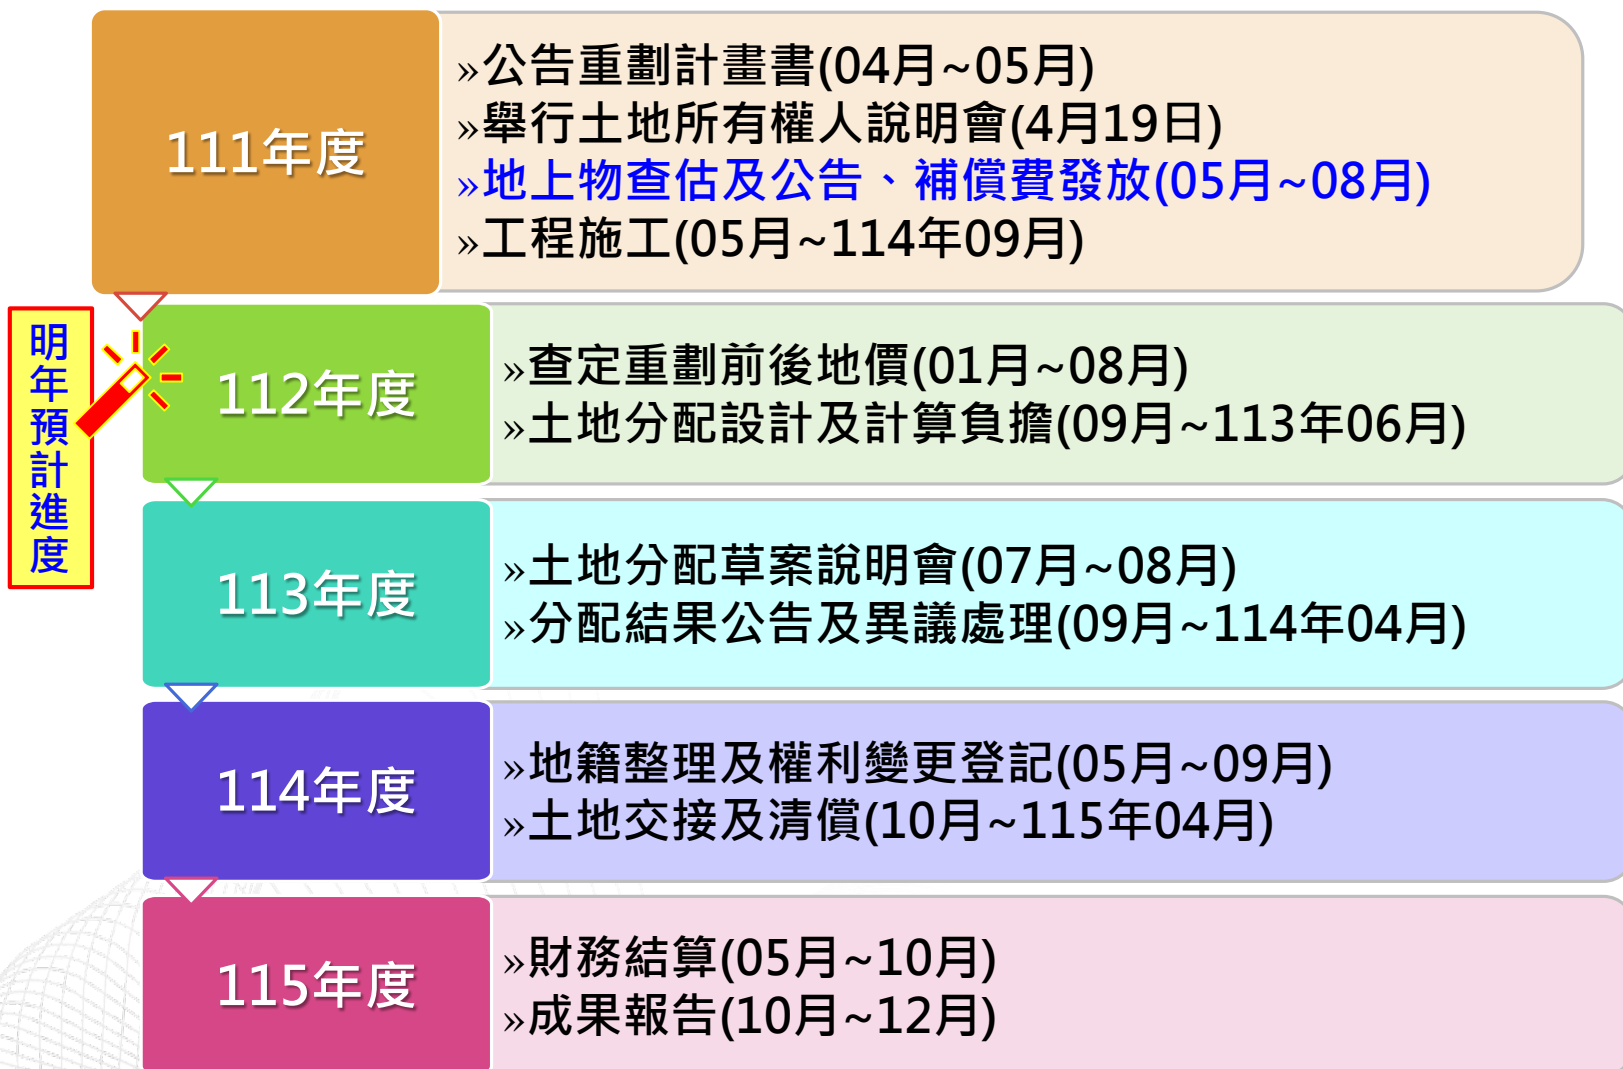 111年度
»公告重劃計畫書(04月~05月)
»舉行土地所有權人說明會(4月19日)
»地上物查估及公告、補償費發放(05月~08月)
»工程施工(05月~114年09月)
明年預計進度
112年度
»查定重劃前後地價(01月~08月)
»土地分配設計及計算負擔(09月~113年06月)
113年度
»土地分配草案說明會(07月~08月)
»分配結果公告及異議處理(09月~114年04月)
114年度
»地籍整理及權利變更登記(05月~09月)
»土地交接及清償(10月~115年04月)
115年度
»財務結算(05月~10月)
»成果報告(10月~12月)